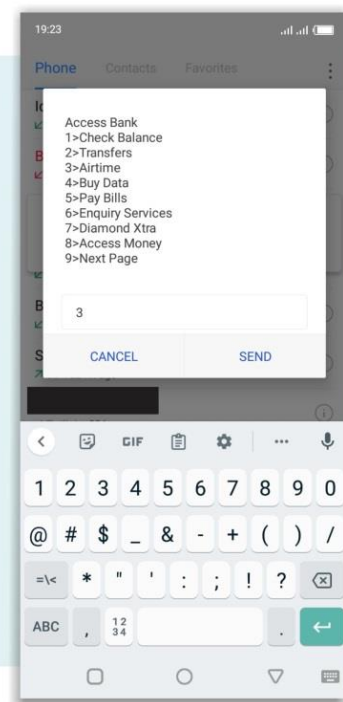 19:23
Phone Contacts Favorites
Access Bank
1>Check Balance
2>Transfers
3>Airtime
4>Buy Data
5>Pay Bills
6>Enquiry Services
7>Diamond Xtra
8>Access Money
9>Next Page
B
B
S
3
CANCEL SEND
GIF
1 2 3 4 5 6 7 8 9 0
@ # $ _ & - + ( ) /
=\< * " ' : ; ! ?
ABC , 12 34 .